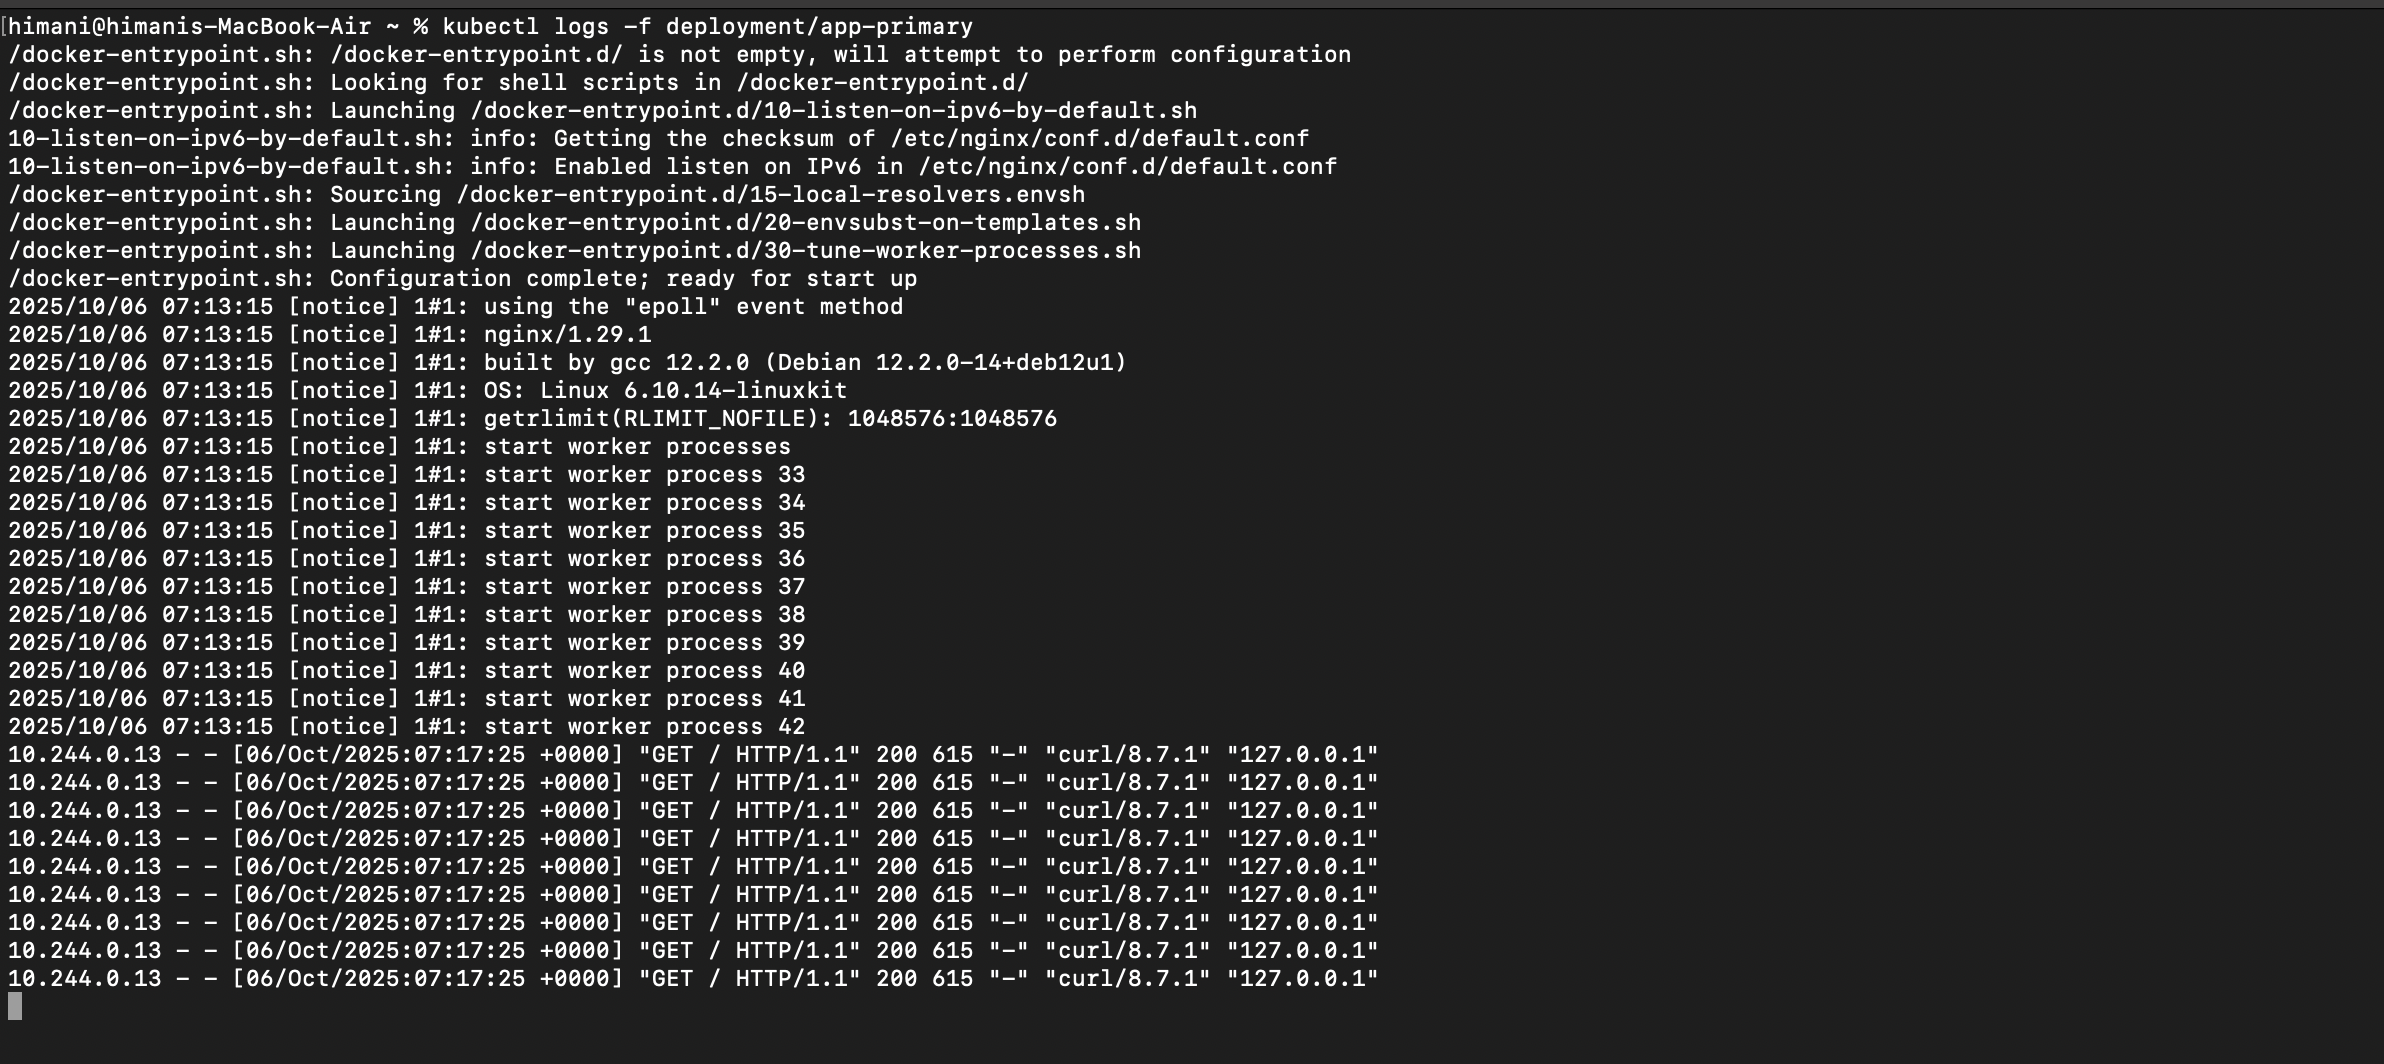 [himani@himanis-MacBook-Air ~ % kubectl logs -f deployment/app-primary
/docker-entrypoint.sh: /docker-entrypoint.d/ is not empty, will attempt to perform configuration
/docker-entrypoint.sh: Looking for shell scripts in /docker-entrypoint.d/
/docker-entrypoint.sh: Launching /docker-entrypoint.d/10-listen-on-ipv6-by-default.sh
10-listen-on-ipv6-by-default.sh: info: Getting the checksum of /etc/nginx/conf.d/default.conf
10-listen-on-ipv6-by-default.sh: info: Enabled listen on IPv6 in /etc/nginx/conf.d/default.conf
/docker-entrypoint.sh: Sourcing /docker-entrypoint.d/15-local-resolvers.envsh
/docker-entrypoint.sh: Launching /docker-entrypoint.d/20-envsubst-on-templates.sh
/docker-entrypoint.sh: Launching /docker-entrypoint.d/30-tune-worker-processes.sh
/docker-entrypoint.sh: Configuration complete; ready for start up
2025/10/06 07:13:15 [notice] 1#1: using the "epoll" event method
2025/10/06 07:13:15 [notice] 1#1: nginx/1.29.1
2025/10/06 07:13:15 [notice] 1#1: built by gcc 12.2.0 (Debian 12.2.0-14+deb12u1)
2025/10/06 07:13:15 [notice] 1#1: OS: Linux 6.10.14-linuxkit
2025/10/06 07:13:15 [notice] 1#1: getrlimit(RLIMIT_NOFILE): 1048576:1048576
2025/10/06 07:13:15 [notice] 1#1: start worker processes
2025/10/06 07:13:15 [notice] 1#1: start worker process 33
2025/10/06 07:13:15 [notice] 1#1: start worker process 34
2025/10/06 07:13:15 [notice] 1#1: start worker process 35
2025/10/06 07:13:15 [notice] 1#1: start worker process 36
2025/10/06 07:13:15 [notice] 1#1: start worker process 37
2025/10/06 07:13:15 [notice] 1#1: start worker process 38
2025/10/06 07:13:15 [notice] 1#1: start worker process 39
2025/10/06 07:13:15 [notice] 1#1: start worker process 40
2025/10/06 07:13:15 [notice] 1#1: start worker process 41
2025/10/06 07:13:15 [notice] 1#1: start worker process 42
10.244.0.13 - - [06/Oct/2025:07:17:25 +0000] "GET / HTTP/1.1" 200 615 "-" "curl/8.7.1" "127.0.0.1"
10.244.0.13 - - [06/Oct/2025:07:17:25 +0000] "GET / HTTP/1.1" 200 615 "-" "curl/8.7.1" "127.0.0.1"
10.244.0.13 - - [06/Oct/2025:07:17:25 +0000] "GET / HTTP/1.1" 200 615 "-" "curl/8.7.1" "127.0.0.1"
10.244.0.13 - - [06/Oct/2025:07:17:25 +0000] "GET / HTTP/1.1" 200 615 "-" "curl/8.7.1" "127.0.0.1"
10.244.0.13 - - [06/Oct/2025:07:17:25 +0000] "GET / HTTP/1.1" 200 615 "-" "curl/8.7.1" "127.0.0.1"
10.244.0.13 - - [06/Oct/2025:07:17:25 +0000] "GET / HTTP/1.1" 200 615 "-" "curl/8.7.1" "127.0.0.1"
10.244.0.13 - - [06/Oct/2025:07:17:25 +0000] "GET / HTTP/1.1" 200 615 "-" "curl/8.7.1" "127.0.0.1"
10.244.0.13 - - [06/Oct/2025:07:17:25 +0000] "GET / HTTP/1.1" 200 615 "-" "curl/8.7.1" "127.0.0.1"
10.244.0.13 - - [06/Oct/2025:07:17:25 +0000] "GET / HTTP/1.1" 200 615 "-" "curl/8.7.1" "127.0.0.1"